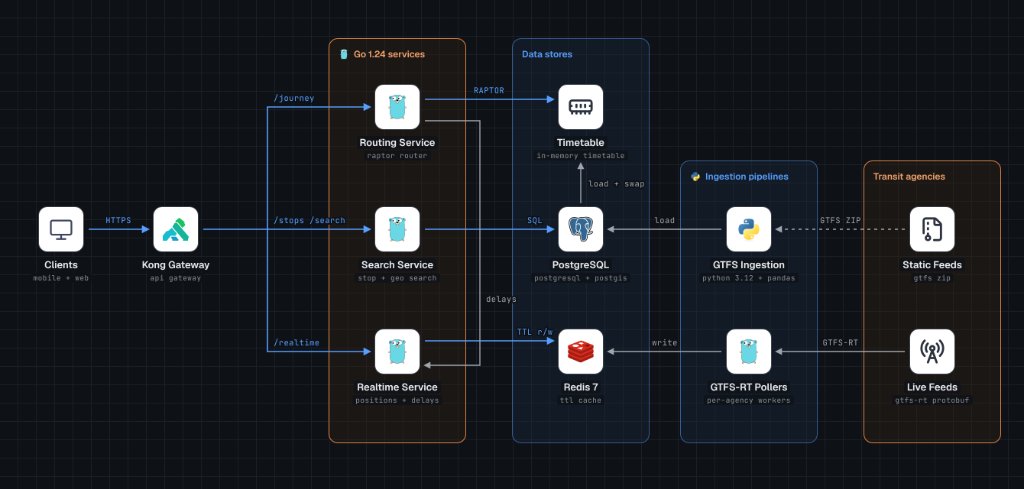 Go 1.24 services
Data stores
/journey
RAPTOR
Routing Service
raptor router
Timetable
in-memory timetable
load + swap
Ingestion pipelines
Transit agencies
HTTPS
/stops /search
SQL
load
GTFS ZIP
Clients
mobile + web
Kong Gateway
api gateway
Search Service
stop + geo search
PostgreSQL
postgresql + postgis
GTFS Ingestion
python 3.12 + pandas
Static Feeds
gtfs zip
delays
/realtime
TTL r/w
write
GTFS-RT
Realtime Service
positions + delays
Redis 7
ttl cache
GTFS-RT Pollers
per-agency workers
Live Feeds
gtfs-rt protobuf